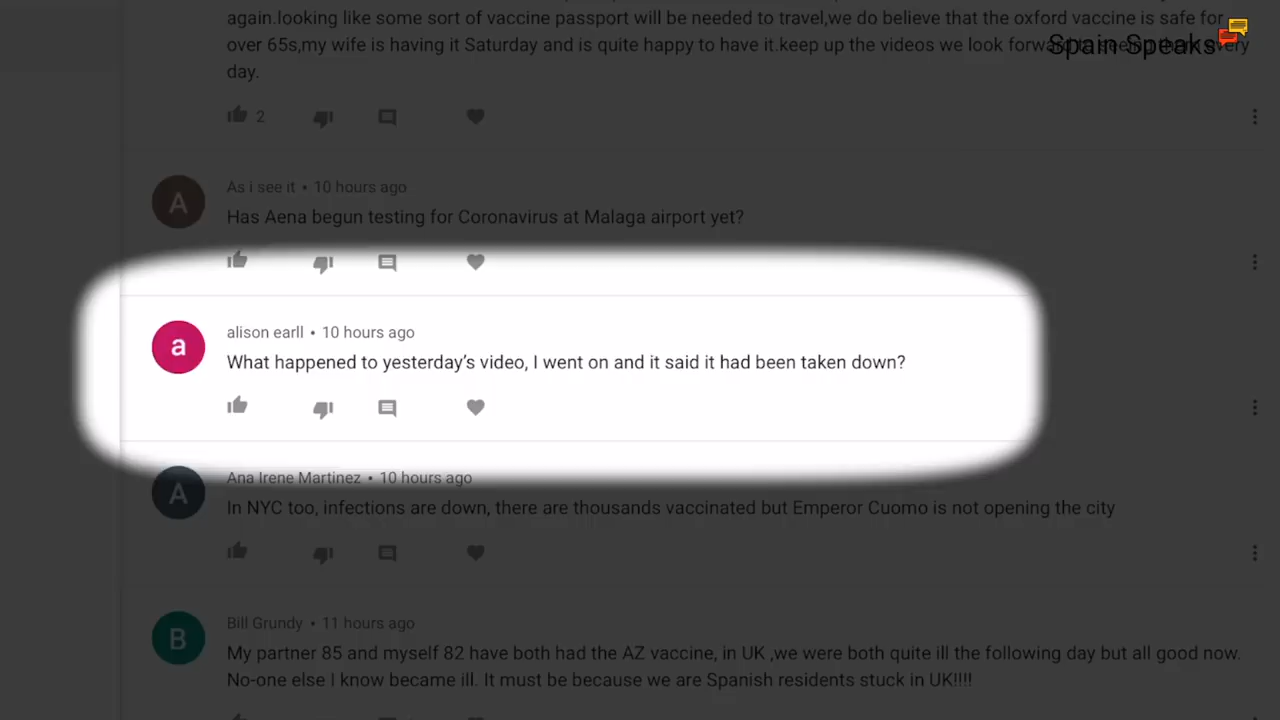 again.looking like some sort of vaccine passport will be needed to travel,we do believe that the oxford vaccine is safe for
over 65s,my wife is having it Saturday and is quite happy to have it.keep up the videos we look forward to seeing them every
day.
Spain Speaks
2
A
As i see it • 10 hours ago
Has Aena begun testing for Coronavirus at Malaga airport yet?
a
alison earll • 10 hours ago
What happened to yesterday's video, I went on and it said it had been taken down?
A
Ana Irene Martinez • 10 hours ago
In NYC too, infections are down, there are thousands vaccinated but Emperor Cuomo is not opening the city
B
Bill Grundy • 11 hours ago
My partner 85 and myself 82 have both had the AZ vaccine, in UK ,we were both quite ill the following day but all good now.
No-one else I know became ill. It must be because we are Spanish residents stuck in UK!!!!